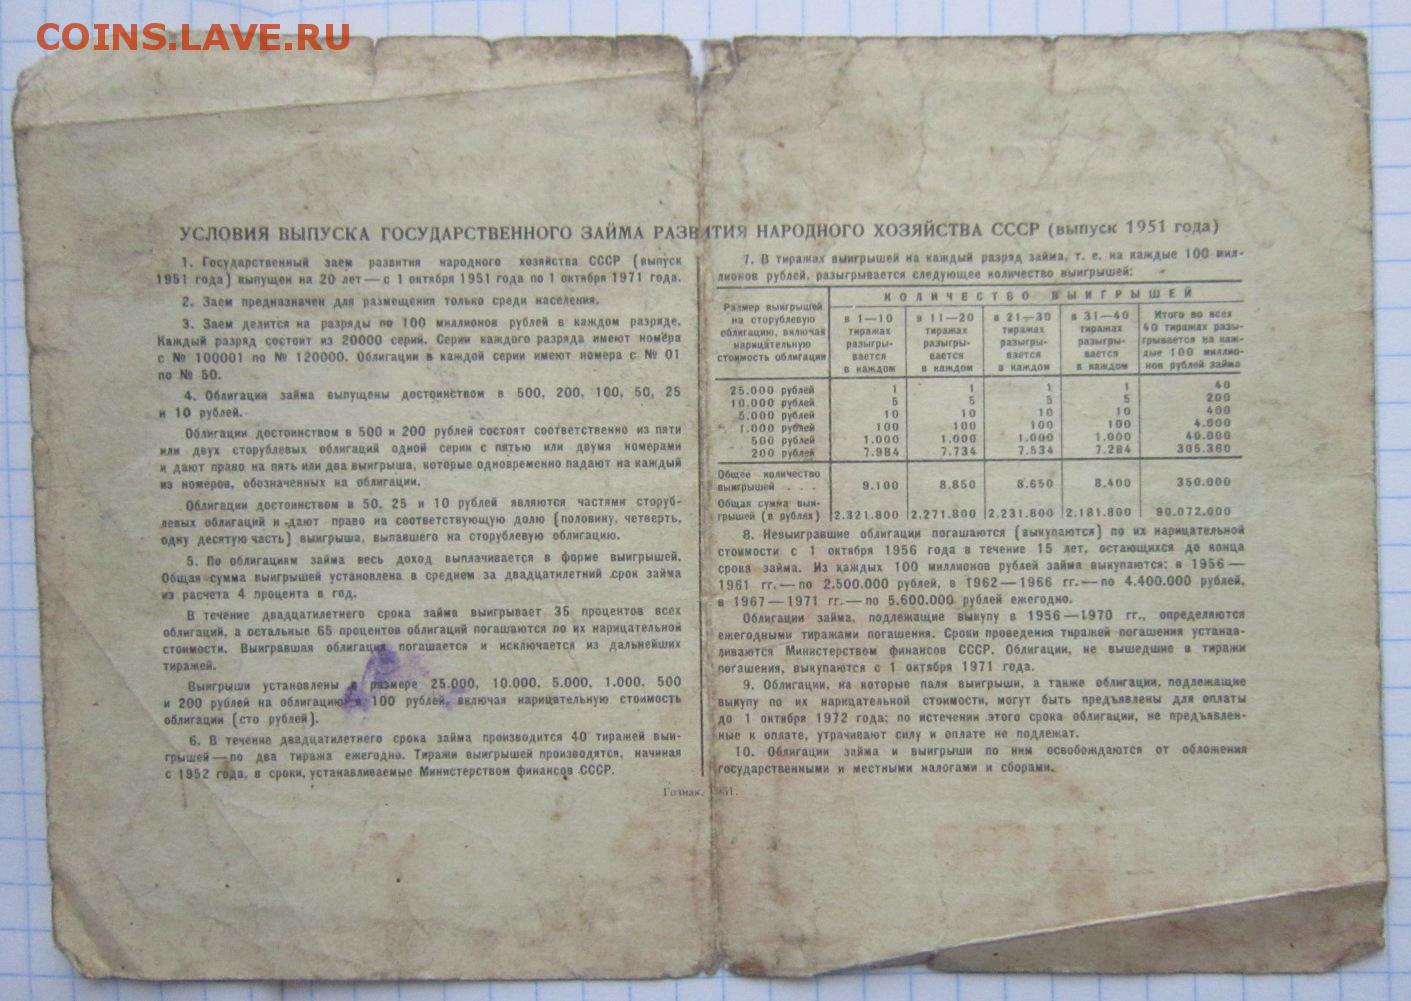 COINS.LAVE.RU
УСЛОВИЯ ВЫПУСКА ГОСУДАРСТВЕННОГО ЗАЙМА РАЗВИТИЯ НАРОДНОГО ХОЗЯЙСТВА СССР (выпуск 1951 года)
1. Государственный заем развития народного хозяйства СССР (выпуск
1951 года) выпущен на 20 лет — с 1 октября 1951 года по 1 октября 1971 года.
2. Заем предназначен для размещения только среди населения.
3. Заем делится на разряды по 100 миллионов рублей в каждом разряде.
Каждый разряд состоит из 20000 серий. Серии каждого разряда имеют номера
с № 100001 по № 120000. Облигации в каждой серии имеют номера с № 01
по № 50.
4. Облигации займа выпущены достоинством в 500, 200, 100, 50, 25
и 10 рублей.
Облигации достоинством в 500 и 200 рублей состоят соответственно из пяти
или двух сторублевых облигаций одной серии с пятью или двумя номерами
и дают право на пять или два выигрыша, которые одновременно падают на каждый
из номеров, обозначенных на облигации.
Облигации достоинством в 50, 25 и 10 рублей являются частями сторуб-
левых облигаций и дают право на соответствующую долю (половину, четверть,
одну десятую часть) выигрыша, выпавшего на сторублевую облигацию.
5. По облигациям займа весь доход выплачивается в форме выигрышей.
Общая сумма выигрышей установлена в среднем за двадцатилетний срок займа
из расчета 4 процента в год.
В течение двадцатилетнего срока займа выигрывает 35 процентов всех
облигаций, а остальные 65 процентов облигаций погашаются по их нарицательной
стоимости. Выигравшая облигация погашается и исключается из дальнейших
тиражей.
Выигрыши установлены в размере 25.000, 10.000, 5.000, 1.000, 500
и 200 рублей на облигацию в 100 рублей, включая нарицательную стоимость
облигации (сто рублей).
6. В течение двадцатилетнего срока займа производится 40 тиражей выи-
грышей — по два тиража ежегодно. Тиражи выигрышей производятся, начиная
с 1952 года, в сроки, устанавливаемые Министерством финансов СССР.
7. В тиражах выигрышей на каждый разряд займа, т. е. на каждые 100 мил-
лионов рублей, разыгрывается следующее количество выигрышей:
Размер выигрышей
на сторублевую
облигацию, включая
нарицательную
стоимость облигации
КОЛИЧЕСТВО ВЫИГРЫШЕЙ
в 1—10
тиражах
разыгры-
вается
в каждом
в 11—20
тиражах
разыгры-
вается
в каждом
в 21—30
тиражах
разыгры-
вается
в каждом
в 31—40
тиражах
разыгры-
вается
в каждом
Итого во всех
40 тиражах разы-
грывается на каж-
дые 100 миллио-
нов рублей займа
25.000 рублей 1 1 1 1 40
10.000 рублей 5 5 5 5 200
5.000 рублей 10 10 10 10 400
1.000 рублей 100 100 100 100 4.000
500 рублей 1.000 1.000 1.000 1.000 40.000
200 рублей 7.984 7.734 7.534 7.284 305.360
Общее количество
выигрышей . . . 9.100 8.850 8.650 8.400 350.000
Общая сумма выи-
грышей (в рублях) 2.321.800 2.271.800 2.231.800 2.181.800 90.072.000
8. Невыигравшие облигации погашаются (выкупаются) по их нарицательной
стоимости с 1 октября 1956 года в течение 15 лет, остающихся до конца
срока займа. Из каждых 100 миллионов рублей займа выкупаются: в 1956 —
1961 гг. — по 2.500.000 рублей, в 1962 — 1966 гг. — по 4.400.000 рублей,
в 1967 — 1971 гг. — по 5.600.000 рублей ежегодно.
Облигации займа, подлежащие выкупу в 1956 — 1970 гг., определяются
ежегодными тиражами погашения. Сроки проведения тиражей погашения устанав-
ливаются Министерством финансов СССР. Облигации, не вышедшие в тиражи
погашения, выкупаются с 1 октября 1971 года.
9. Облигации, на которые пали выигрыши, а также облигации, подлежащие
выкупу по их нарицательной стоимости, могут быть предъявлены для оплаты
до 1 октября 1972 года; по истечении этого срока облигации, не предъявлен-
ные к оплате, утрачивают силу и оплате не подлежат.
10. Облигации займа и выигрыши по ним освобождаются от обложения
государственными и местными налогами и сборами.
Гознак. 1951.